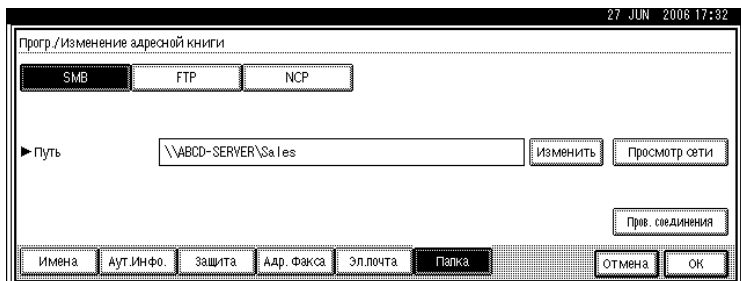 27 JUN 2006 17:32
Прогр./Изменение адресной книги
SMB FTP NCP
►Путь \\ABCD-SERVER\Sales Изменить Просмотр сети
Пров. соединения
Имена Аут.Инфо. Защита Адр. Факса Эл.почта Папка Отмена ОК